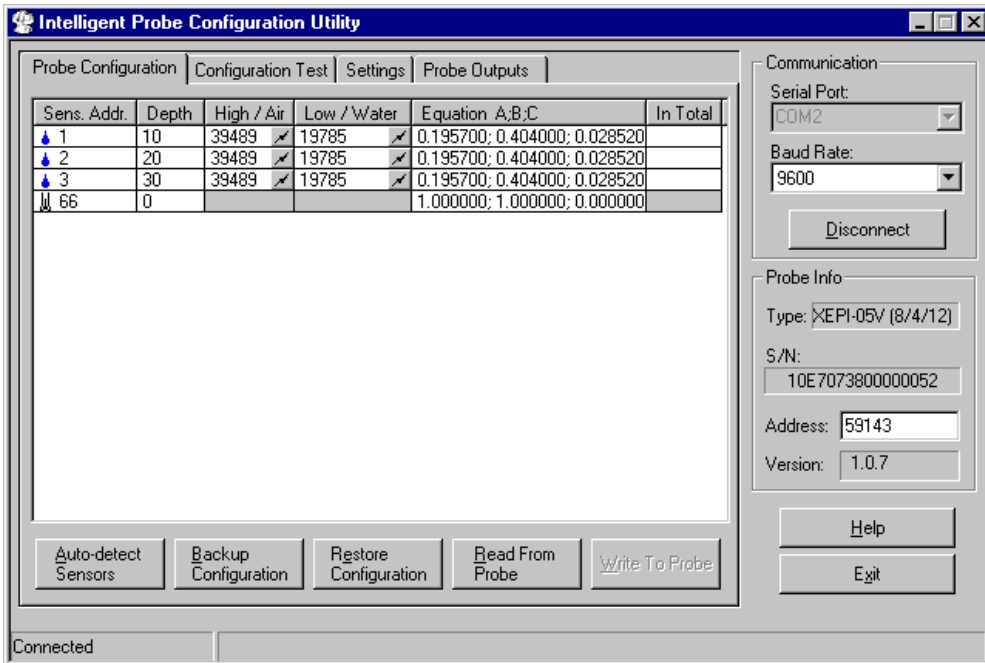 Intelligent Probe Configuration Utility
Probe Configuration Configuration Test Settings Probe Outputs
Sens. Addr. Depth High / Air Low / Water Equation A;B;C In Total
1 10 39489 19785 0.195700; 0.404000; 0.028520
2 20 39489 19785 0.195700; 0.404000; 0.028520
3 30 39489 19785 0.195700; 0.404000; 0.028520
66 0 1.000000; 1.000000; 0.000000
Auto-detect
Sensors
Backup
Configuration
Restore
Configuration
Read From
Probe
Write To Probe
Communication
Serial Port:
COM2
Baud Rate:
9600
Disconnect
Probe Info
Type: XEPI-05V (8/4/12)
S/N:
10E7073800000052
Address: 59143
Version: 1.0.7
Help
Exit
Connected